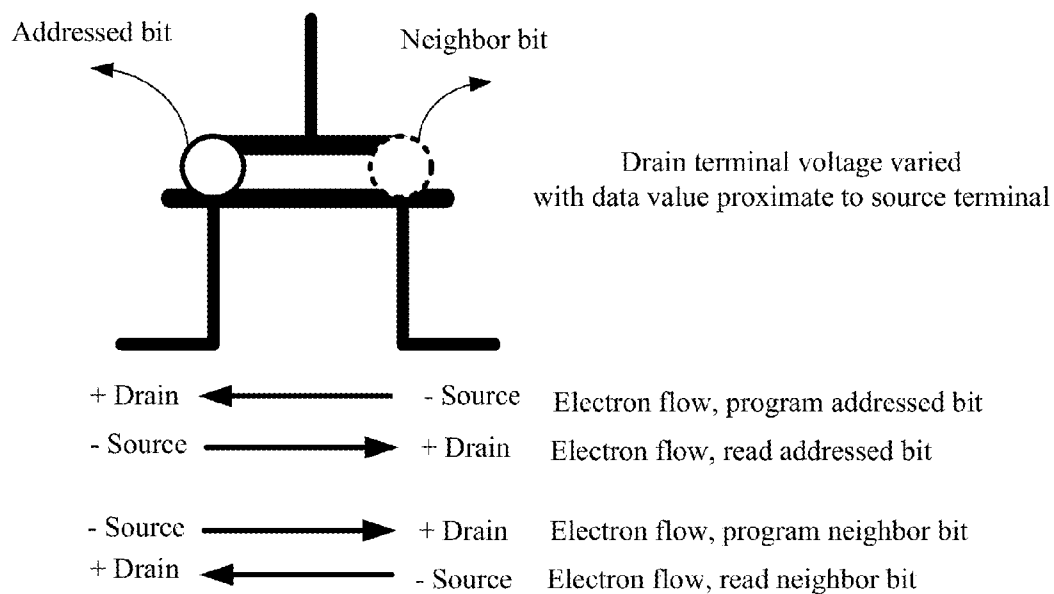 Addressed bit
Neighbor bit
Drain terminal voltage varied
with data value proximate to source terminal
+ Drain - Source Electron flow, program addressed bit
- Source + Drain Electron flow, read addressed bit
- Source + Drain Electron flow, program neighbor bit
+ Drain - Source Electron flow, read neighbor bit